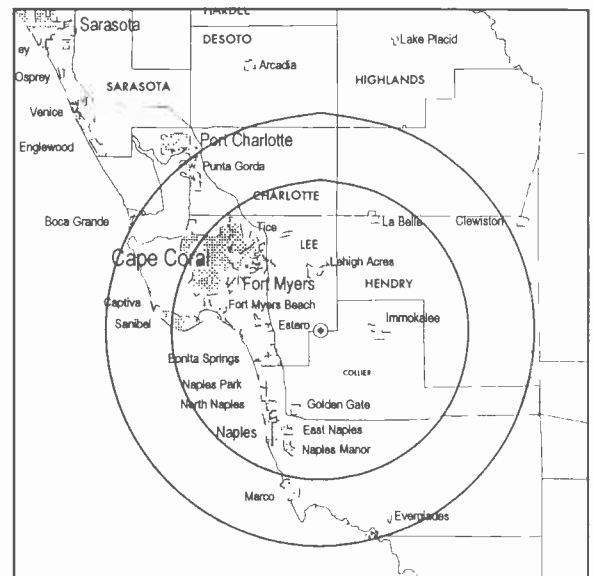 Sarasota
DESOTO
Lake Placid
ey
Arcadia
Osprey
HIGHLANDS
SARASOTA
Venice
Port Charlotte
Englewood
Punta Gorda
CHARLOTTE
Boca Grande
Tice
La Belle
Clewiston
LEE
Cape Coral
Lehigh Acres
Fort Myers
HENDRY
Captiva
Fort Myers Beach
Immokalee
Sanibel
Estero
Bonita Springs
COLLIER
Naples Park
North Naples
Golden Gate
Naples
East Naples
Naples Manor
Marco
Everglades